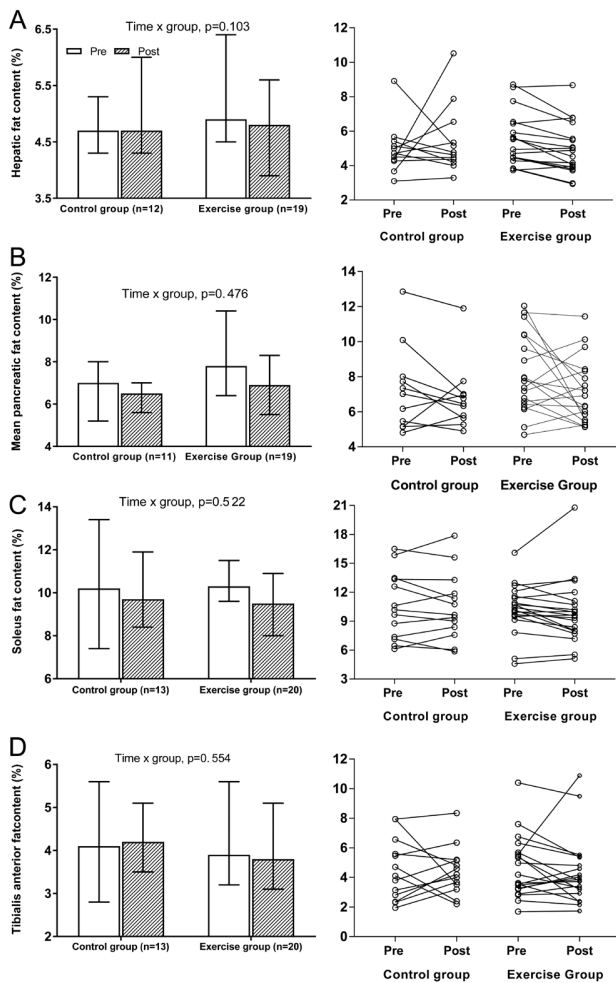 A
Time x group, p=0.103
Pre
Post
Hepatic fat content (%)
6.5
5.5
4.5
3.5
Control group (n=12)
Exercise group (n=19)
12
10
8
6
4
2
Pre
Post
Pre
Post
Control group
Exercise group
B
Time x group, p=0.476
Mean pancreatic fat content (%)
12
10
8
6
4
Control group (n=11)
Exercise Group (n=19)
14
12
10
8
6
4
Pre
Post
Pre
Post
Control group
Exercise Group
C
Time x group, p=0.522
Soleus fat content (%)
14
12
10
8
6
Control group (n=13)
Exercise group (n=20)
21
18
15
12
9
6
3
Pre
Post
Pre
Post
Control group
Exercise group
D
Time x group, p=0.554
Tibialis anterior fatcontent (%)
6
5
4
3
2
Control group (n=13)
Exercise group (n=20)
12
10
8
6
4
2
0
Pre
Post
Pre
Post
Control group
Exercise group